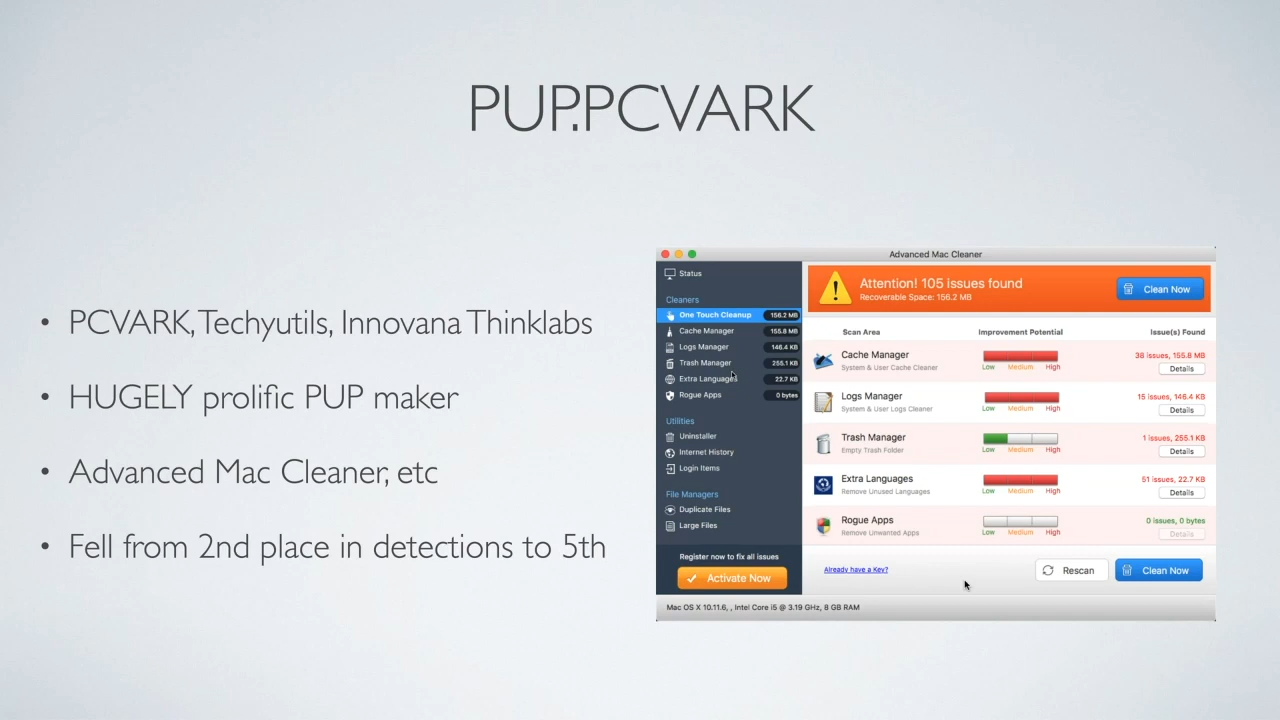 PUP.PCVARK
• PCVARK, Techyutils, Innovana Thinklabs
• HUGELY prolific PUP maker
• Advanced Mac Cleaner, etc
• Fell from 2nd place in detections to 5th
Advanced Mac Cleaner
Status
Cleaners
One Touch Cleanup 156.2 MB
Cache Manager 155.8 MB
Logs Manager 146.4 KB
Trash Manager 255.1 KB
Extra Languages 22.7 KB
Rogue Apps 0 bytes
Utilities
Uninstaller
Internet History
Login Items
File Managers
Duplicate Files
Large Files
Register now to fix all issues
Activate Now
Attention! 105 issues found
Recoverable Space: 156.2 MB
Clean Now
Scan Area Improvement Potential Issue(s) Found
Cache Manager
System & User Cache Cleaner
Low Medium High
38 issues, 155.8 MB
Details
Logs Manager
System & User Logs Cleaner
Low Medium High
15 issues, 146.4 KB
Details
Trash Manager
Empty Trash Folder
Low Medium High
1 issues, 255.1 KB
Details
Extra Languages
Remove Unused Languages
Low Medium High
51 issues, 22.7 KB
Details
Rogue Apps
Remove Unwanted Apps
Low Medium High
0 issues, 0 bytes
Details
Already have a Key?
Rescan
Clean Now
Mac OS X 10.11.6, , Intel Core i5 @ 3.19 GHz, 8 GB RAM